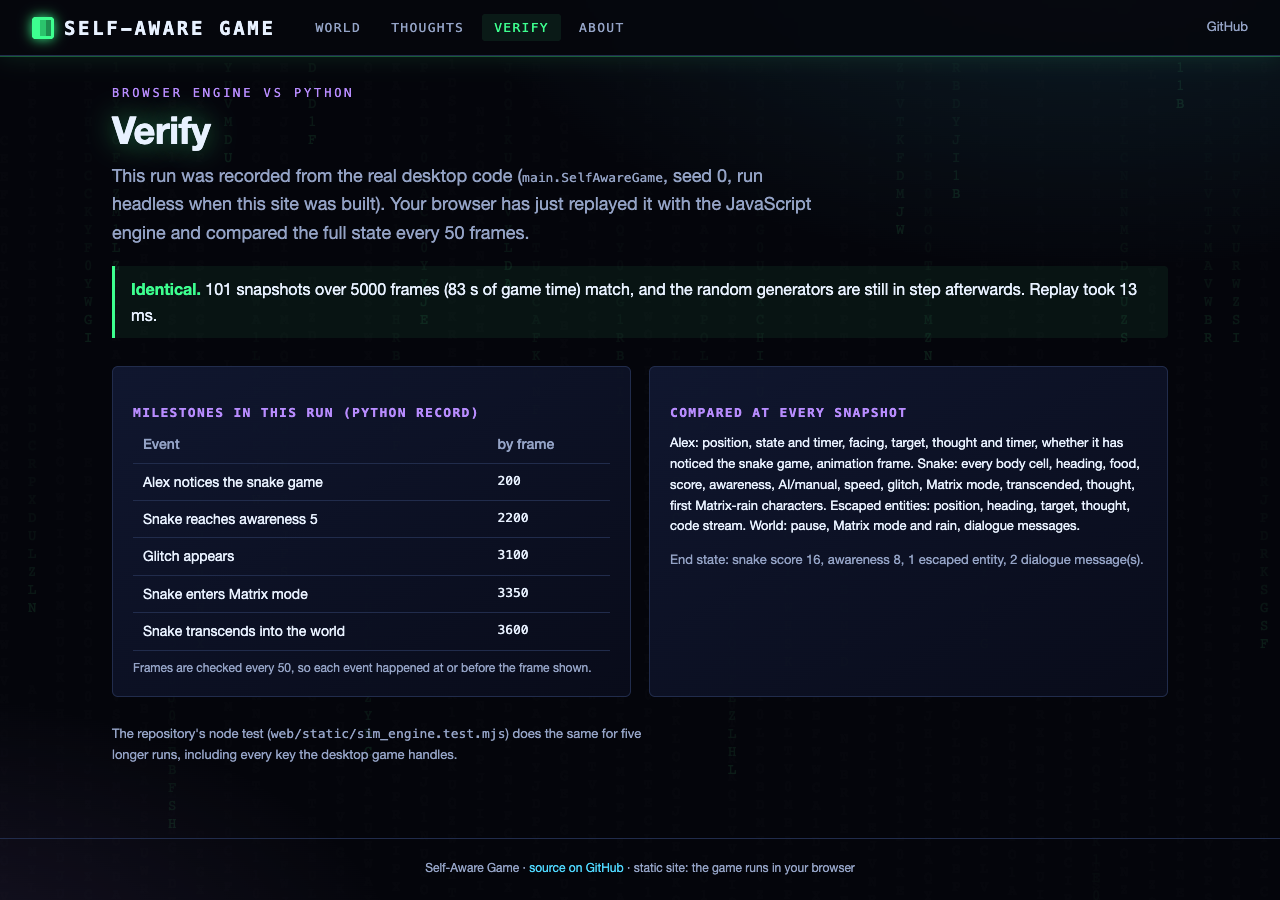 SELF-AWARE GAME
WORLD
THOUGHTS
VERIFY
ABOUT
GitHub
BROWSER ENGINE VS PYTHON
Verify
This run was recorded from the real desktop code (main.SelfAwareGame, seed 0, run
headless when this site was built). Your browser has just replayed it with the JavaScript
engine and compared the full state every 50 frames.
Identical. 101 snapshots over 5000 frames (83 s of game time) match, and the random generators are still in step afterwards. Replay took 13
ms.
MILESTONES IN THIS RUN (PYTHON RECORD)
Event by frame
Alex notices the snake game 200
Snake reaches awareness 5 2200
Glitch appears 3100
Snake enters Matrix mode 3350
Snake transcends into the world 3600
Frames are checked every 50, so each event happened at or before the frame shown.
COMPARED AT EVERY SNAPSHOT
Alex: position, state and timer, facing, target, thought and timer, whether it has
noticed the snake game, animation frame. Snake: every body cell, heading, food,
score, awareness, AI/manual, speed, glitch, Matrix mode, transcended, thought,
first Matrix-rain characters. Escaped entities: position, heading, target, thought,
code stream. World: pause, Matrix mode and rain, dialogue messages.
End state: snake score 16, awareness 8, 1 escaped entity, 2 dialogue message(s).
The repository's node test (web/static/sim_engine.test.mjs) does the same for five
longer runs, including every key the desktop game handles.
Self-Aware Game · source on GitHub · static site: the game runs in your browser